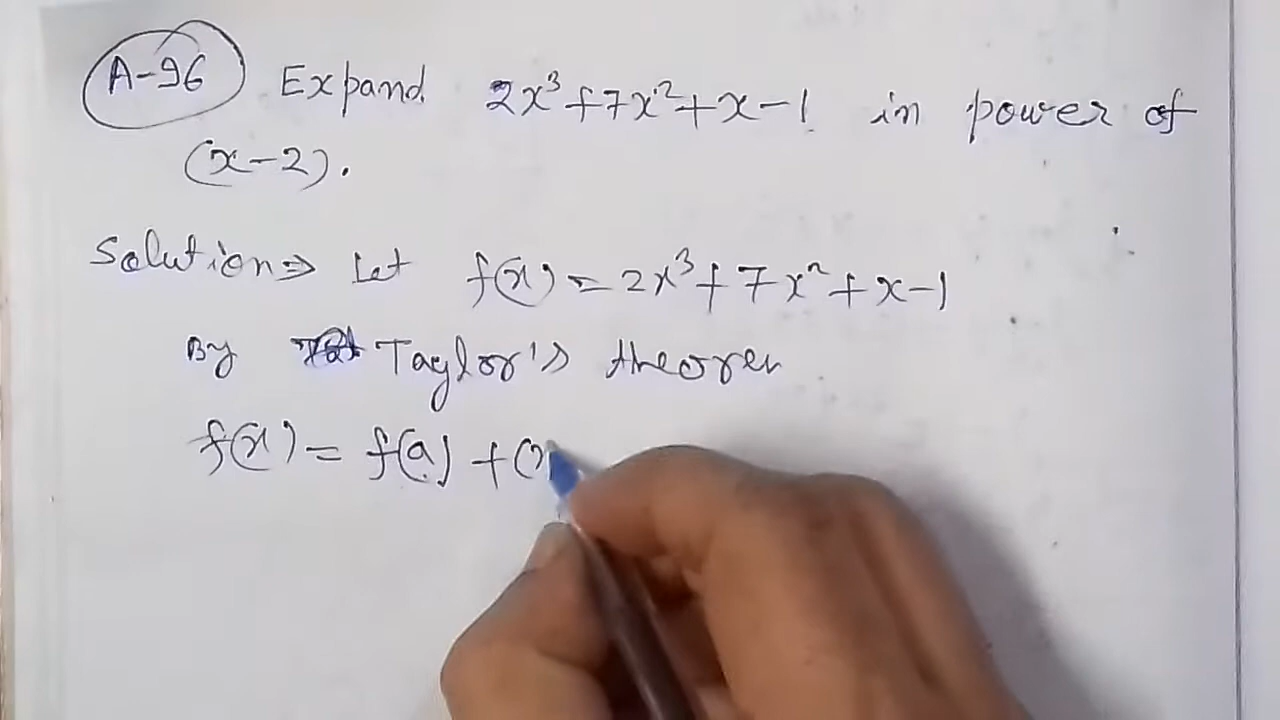 A-96 Expand 2x³+7x²+x-1 in power of
(x-2).
Solution⇒ Let f(x) = 2x³+7x²+x-1
By Taylor's theorem
f(x) = f(a) + (x